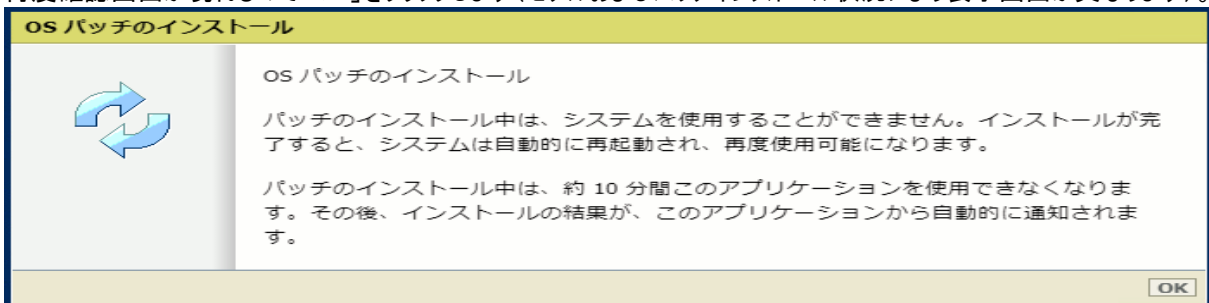 OS パッチのインストール
OS パッチのインストール
パッチのインストール中は、システムを使用することができません。インストールが完
了すると、システムは自動的に再起動され、再度使用可能になります。
パッチのインストール中は、約 10 分間このアプリケーションを使用できなくなりま
す。その後、インストールの結果が、このアプリケーションから自動的に通知されま
す。
OK